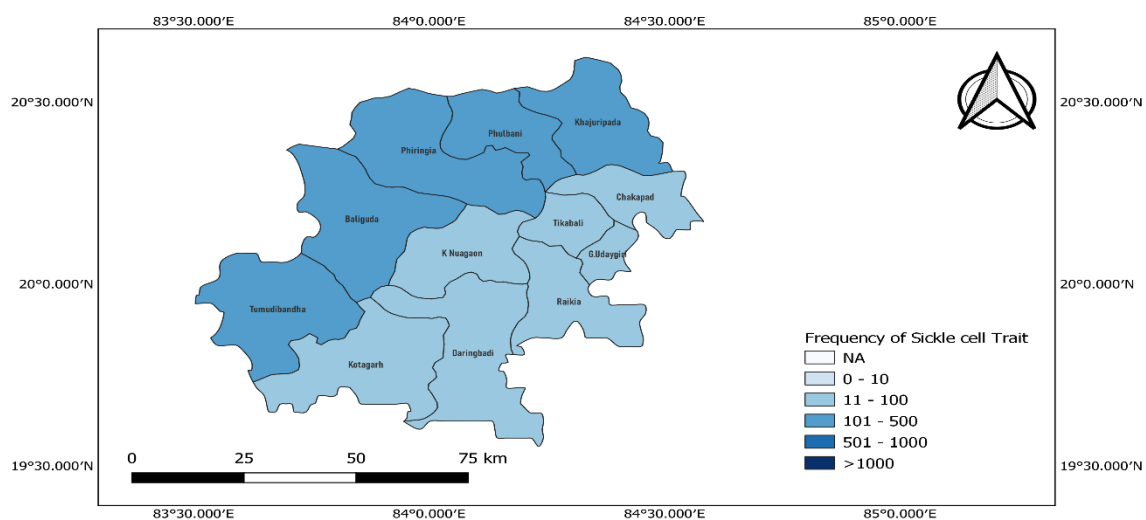 83°30.000'N 84°0.000'N 84°30.000'N 85°0.000'N
20°30.000'N 20°30.000'N
Khajuripada
Phulbani
Phiringia
Chakapad
Baliguda
Tikabali
K Nuagaon
G.Udaygiri
20°0.000'N 20°0.000'N
Raikia
Tumudibandha
Daringbadi
Kotagarh
Frequency of Sickle cell Trait
NA
0 - 10
11 - 100
101 - 500
501 - 1000
>1000
0 25 50 75 km
19°30.000'N 19°30.000'N
83°30.000'N 84°0.000'N 84°30.000'N 85°0.000'N